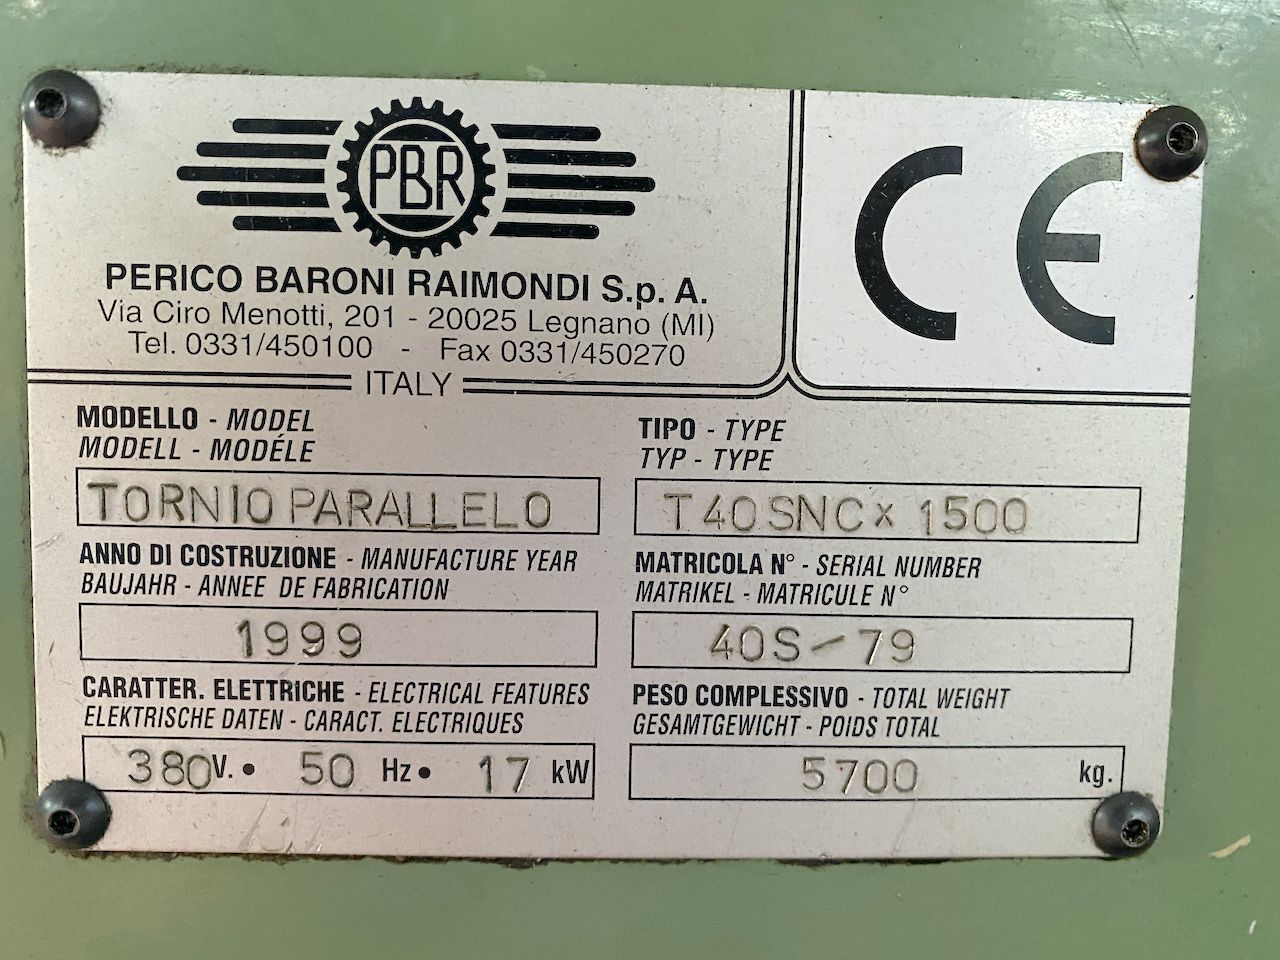 PBR
CE
PERICO BARONI RAIMONDI S.p.A.
Via Ciro Menotti, 201 - 20025 Legnano (MI)
Tel. 0331/450100 - Fax 0331/450270
ITALY
MODELLO - MODEL
MODELL - MODÉLE
TORNIO PARALLELO
TIPO - TYPE
TYP - TYPE
T40SNC x 1500
ANNO DI COSTRUZIONE - MANUFACTURE YEAR
BAUJAHR - ANNEE DE FABRICATION
1999
MATRICOLA N° - SERIAL NUMBER
MATRIKEL - MATRICULE N°
40S-79
CARATTER. ELETTRICHE - ELECTRICAL FEATURES
ELEKTRISCHE DATEN - CARACT. ELECTRIQUES
380V. • 50 Hz • 17 kW
PESO COMPLESSIVO - TOTAL WEIGHT
GESAMTGEWICHT - POIDS TOTAL
5700 kg.